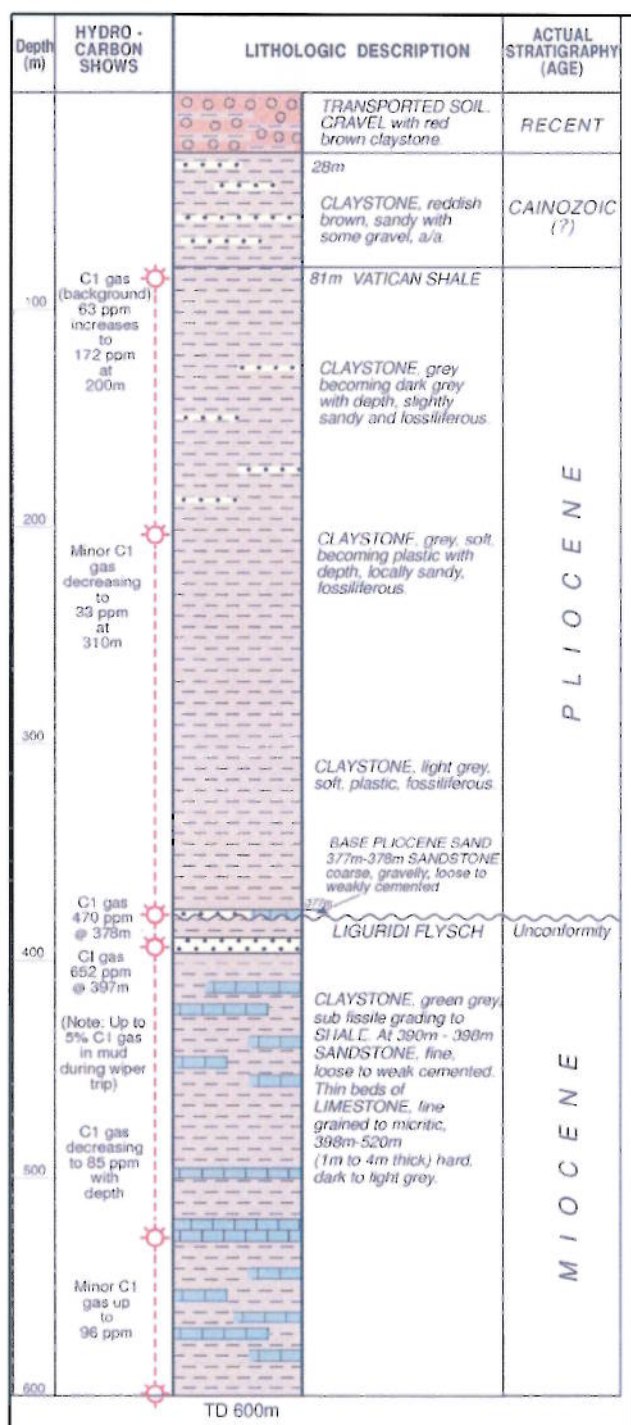 Depth
(m)
HYDRO -
CARBON
SHOWS
LITHOLOGIC DESCRIPTION
ACTUAL
STRATIGRAPHY
(AGE)
TRANSPORTED SOIL.
GRAVEL with red
brown claystone.
RECENT
28m
CLAYSTONE, reddish
brown, sandy with
some gravel, a/a.
CAINOZOIC
(?)
81m VATICAN SHALE
C1 gas
(background)
63 ppm
increases
to
172 ppm
at
200m
100
CLAYSTONE, grey
becoming dark grey
with depth, slightly
sandy and fossiliferous.
200
Minor C1
gas
decreasing
to
33 ppm
at
310m
CLAYSTONE, grey, soft,
becoming plastic with
depth, locally sandy,
fossiliferous.
PLIOCENE
300
CLAYSTONE, light grey,
soft, plastic, fossiliferous.
BASE PLIOCENE SAND
377m-378m SANDSTONE
coarse, gravelly, loose to
weakly cemented
377m
C1 gas
470 ppm
@ 378m
LIGURIDI FLYSCH
Unconformity
400
CI gas
652 ppm
@ 397m
(Note: Up to
5% C1 gas
in mud
during wiper
trip)
C1 gas
decreasing
to 85 ppm
with
depth
CLAYSTONE, green grey,
sub fissile grading to
SHALE. At 390m - 398m
SANDSTONE, fine,
loose to weak cemented.
Thin beds of
LIMESTONE, fine
grained to micritic,
398m-520m
(1m to 4m thick) hard,
dark to light grey.
MIOCENE
500
Minor C1
gas up
to
96 ppm
600
TD 600m